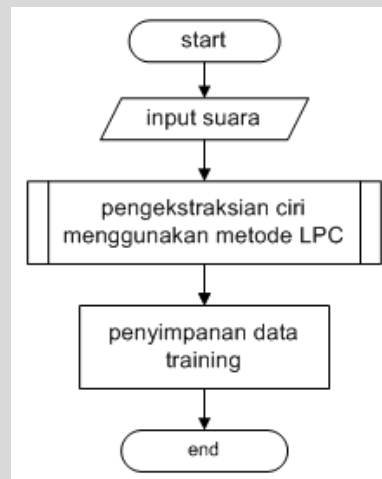 start
input suara
pengekstraksian ciri
menggunakan metode LPC
penyimpanan data
training
end